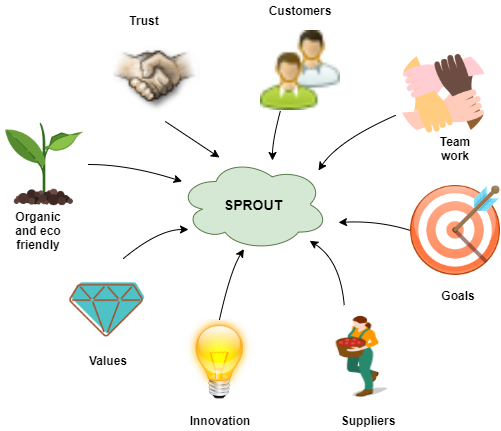 Customers
Trust
Team
work
SPROUT
Organic
and eco
friendly
Goals
Values
Innovation
Suppliers